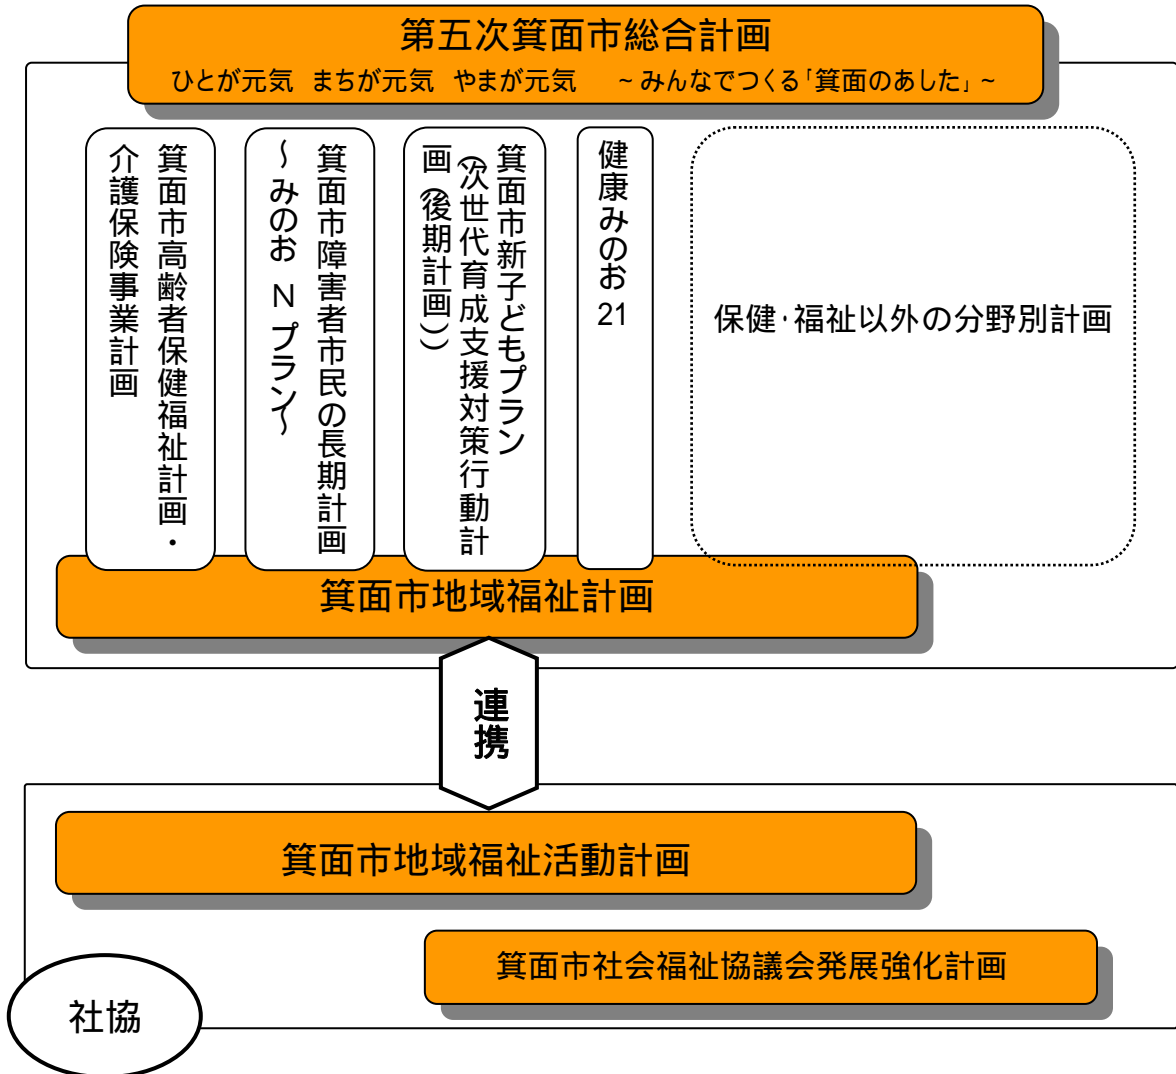 第五次箕面市総合計画
ひとが元気 まちが元気 やまが元気 ～みんなでつくる「箕面のあした」～
箕面市高齢者保健福祉計画・
介護保険事業計画
箕面市障害者市民の長期計画
～みのおNプラン～
箕面市新子どもプラン
（次世代育成支援対策行動計
画（後期計画））
健康みのお21
保健・福祉以外の分野別計画
箕面市地域福祉計画
連携
箕面市地域福祉活動計画
箕面市社会福祉協議会発展強化計画
社協